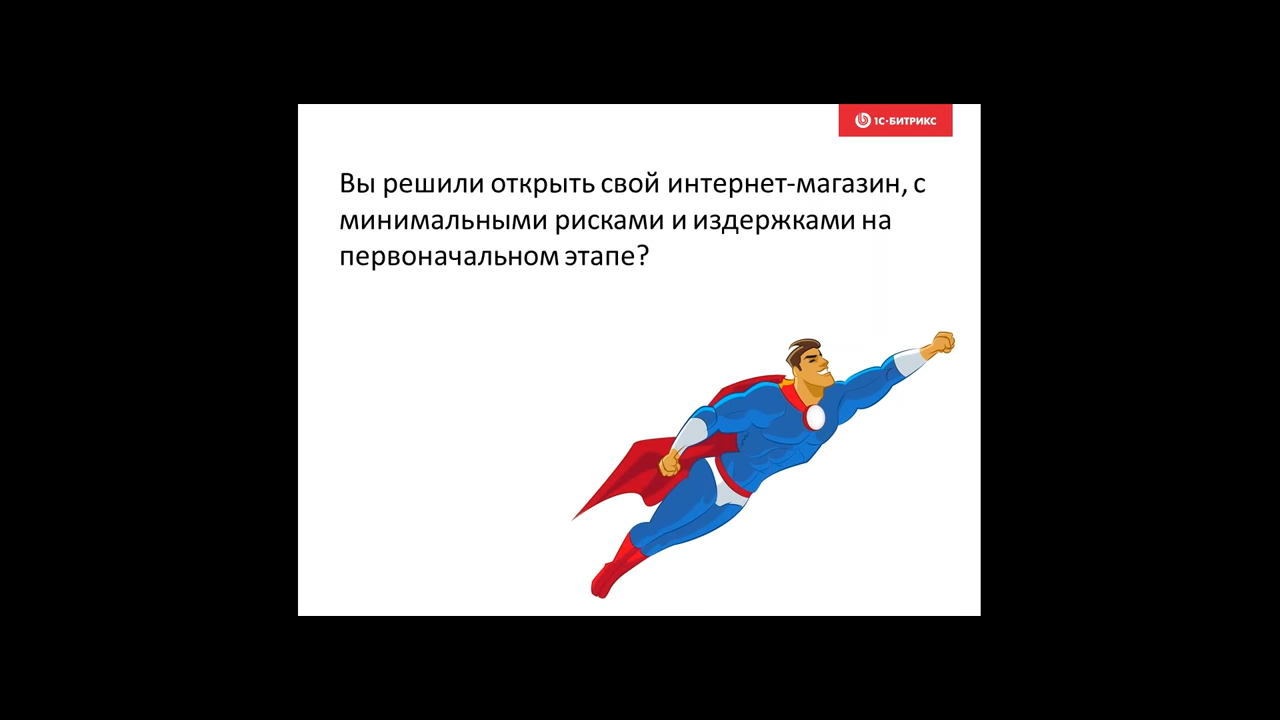 1С·БИТРИКС
Вы решили открыть свой интернет-магазин, с
минимальными рисками и издержками на
первоначальном этапе?